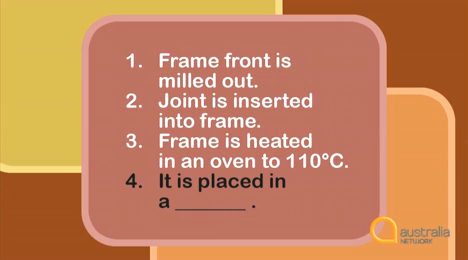 1. Frame front is
milled out.
2. Joint is inserted
into frame.
3. Frame is heated
in an oven to 110°C.
4. It is placed in
a _______ .
australia
NETWORK